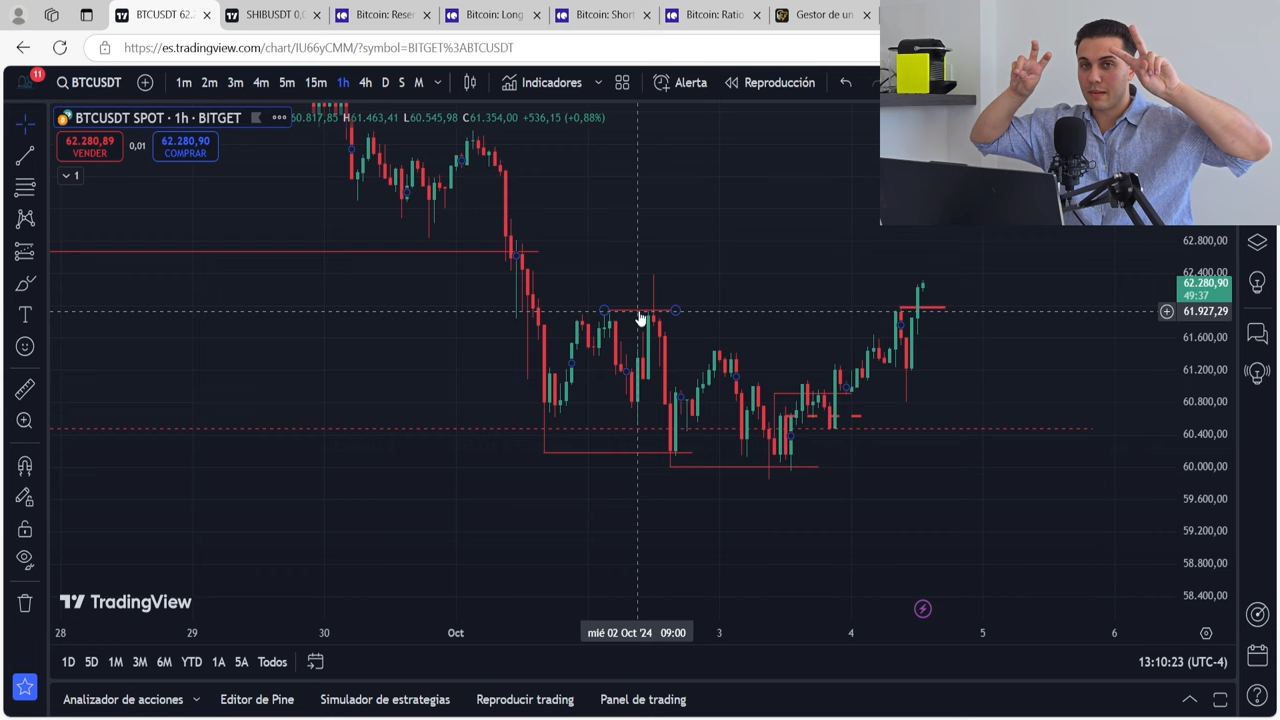 BTCUSDT 62.2
SHIBUSDT 0,0
Bitcoin: Reser
Bitcoin: Long
Bitcoin: Short
Bitcoin: Ratio
Gestión de un
https://es.tradingview.com/chart/IU66yCMM/?symbol=BITGET%3ABTCUSDT
11
BTCUSDT
1m 2m 3m 4m 5m 15m 1h 4h D W M
Indicadores
Alerta
Reproducción
BTCUSDT SPOT · 1h · BITGET
60.817,85 H61.463,41 L60.545,98 C61.354,00 +536,15 (+0,88%)
62.280,89
VENDER
0,01
62.280,90
COMPRAR
1
62.800,00
62.400,00
62.280,90
49:37
61.927,29
61.600,00
61.200,00
60.800,00
60.400,00
60.000,00
59.600,00
59.200,00
58.800,00
58.400,00
TradingView
28 29 30 Oct mié 02 Oct '24 09:00 3 4 5 6
1D 5D 1M 3M 6M YTD 1A 5A Todos
13:10:23 (UTC-4)
Analizador de acciones
Editor de Pine
Simulador de estrategias
Reproducir trading
Panel de trading